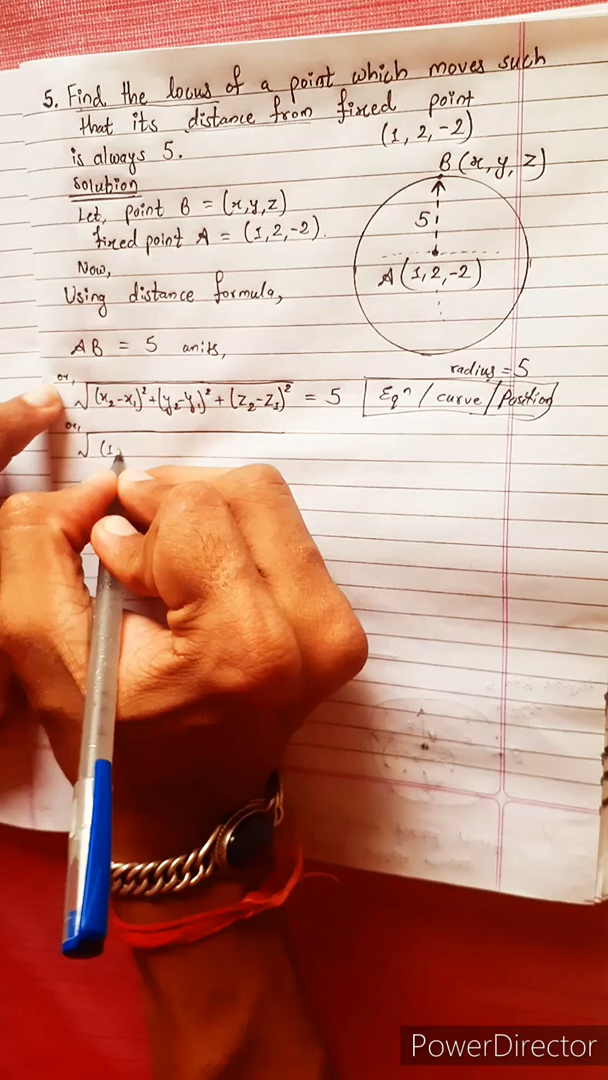 5. Find the locus of a point which moves such
that its distance from fixed point
(1, 2, -2)
is always 5.
solution
Let, point B = (x,y,z)
fixed point A = (1,2,-2).
Now,
Using distance formula,
AB = 5 units,
or, √(x₂-x₁)²+(y₂-y₁)²+(z₂-z₁)² = 5
or, √(1
B(x, y, z)
5
A(1,2,-2)
radius = 5
Eqⁿ / curve / Position
PowerDirector